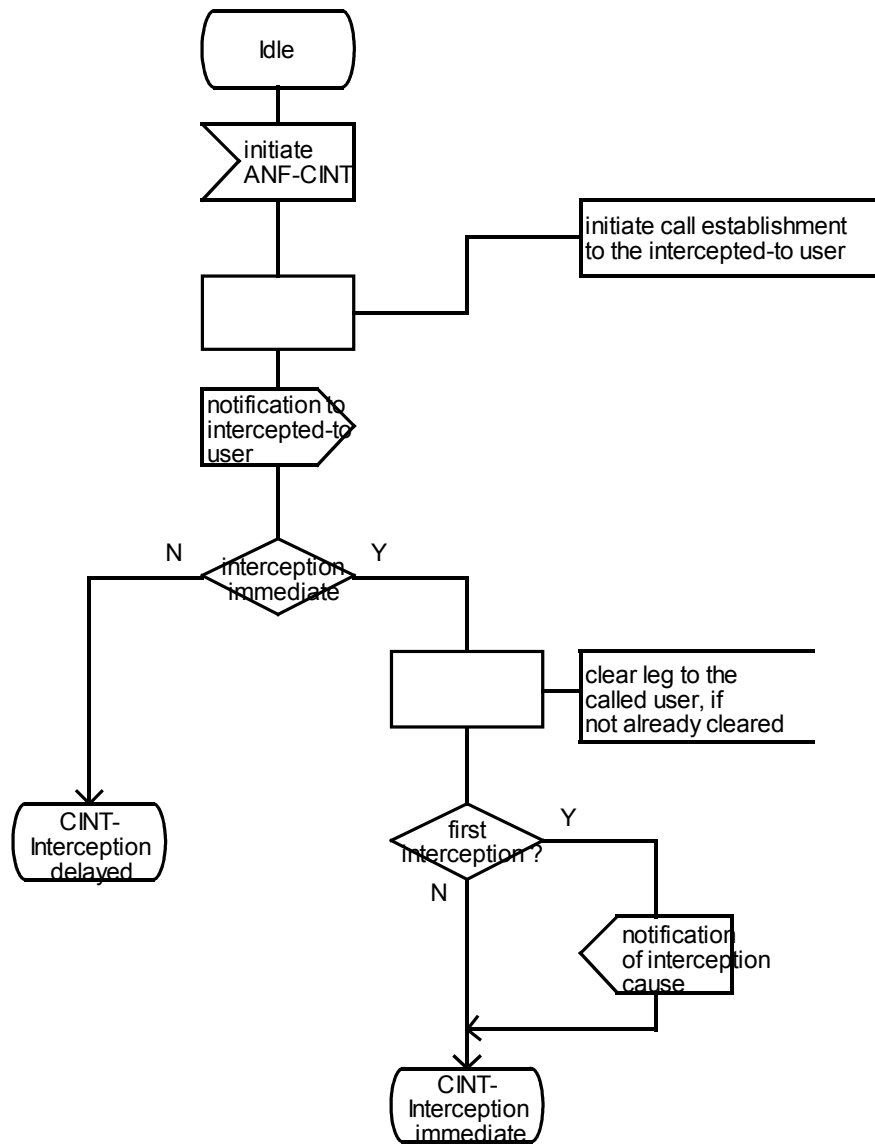 Idle
initiate
ANF-CINT
initiate call establishment
to the intercepted-to user
notification to
intercepted-to
user
N
Y
interception
immediate
clear leg to the
called user, if
not already cleared
CINT-
Interception
delayed
first
interception ?
Y
N
notification
of interception
cause
CINT-
Interception
immediate